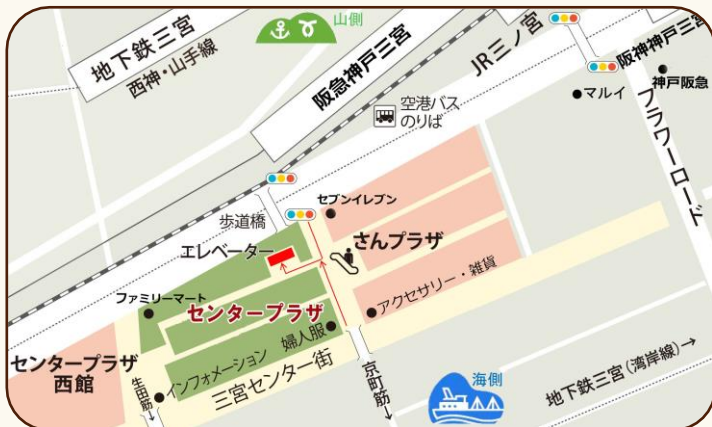 山側
地下鉄三宮
西神・山手線
阪急神戸三宮
JR三ノ宮
阪神神戸三宮
神戸阪急
マルイ
フラワーロード
空港バス
のりば
セブンイレブン
歩道橋
エレベーター
さんプラザ
ファミリーマート
センタープラザ
アクセサリー・雑貨
婦人服
インフォメーション
センタープラザ
西館
三宮センター街
生田筋→
京町筋→
海側
地下鉄三宮(湾岸線)→